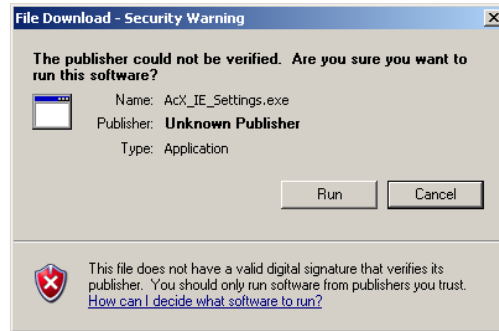 File Download - Security Warning
The publisher could not be verified.  Are you sure you want to
run this software?
Name: AcX_IE_Settings.exe
Publisher: Unknown Publisher
Type: Application
Run Cancel
This file does not have a valid digital signature that verifies its
publisher.  You should only run software from publishers you trust.
How can I decide what software to run?